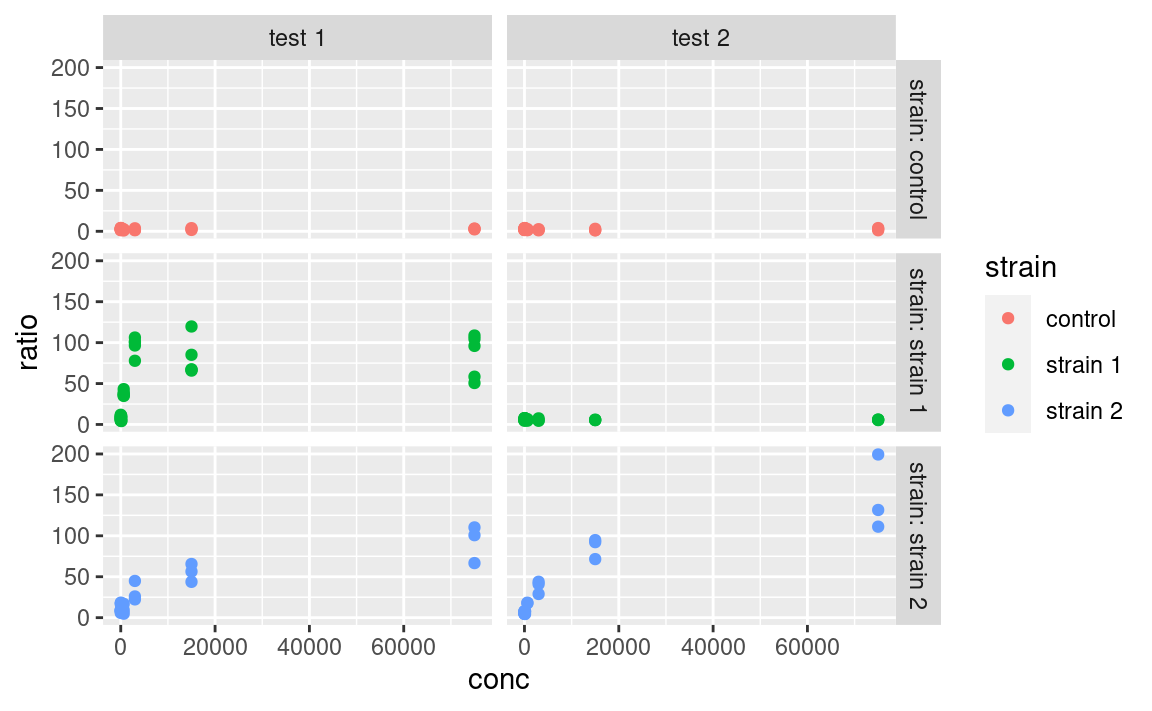 test 1
test 2
200
150
100
50
0
strain: control
200
150
100
50
0
strain: strain 1
200
150
100
50
0
strain: strain 2
0
20000
40000
60000
0
20000
40000
60000
conc
ratio
strain
control
strain 1
strain 2